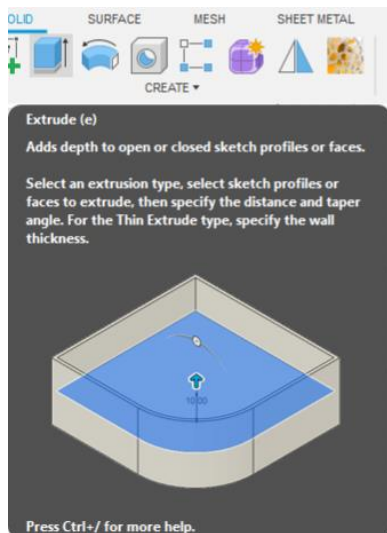 SURFACE MESH SHEET METAL
CREATE ▾
Extrude (e)
Adds depth to open or closed sketch profiles or faces.
Select an extrusion type, select sketch profiles or
faces to extrude, then specify the distance and taper
angle. For the Thin Extrude type, specify the wall
thickness.
10.00
Press Ctrl+/ for more help.